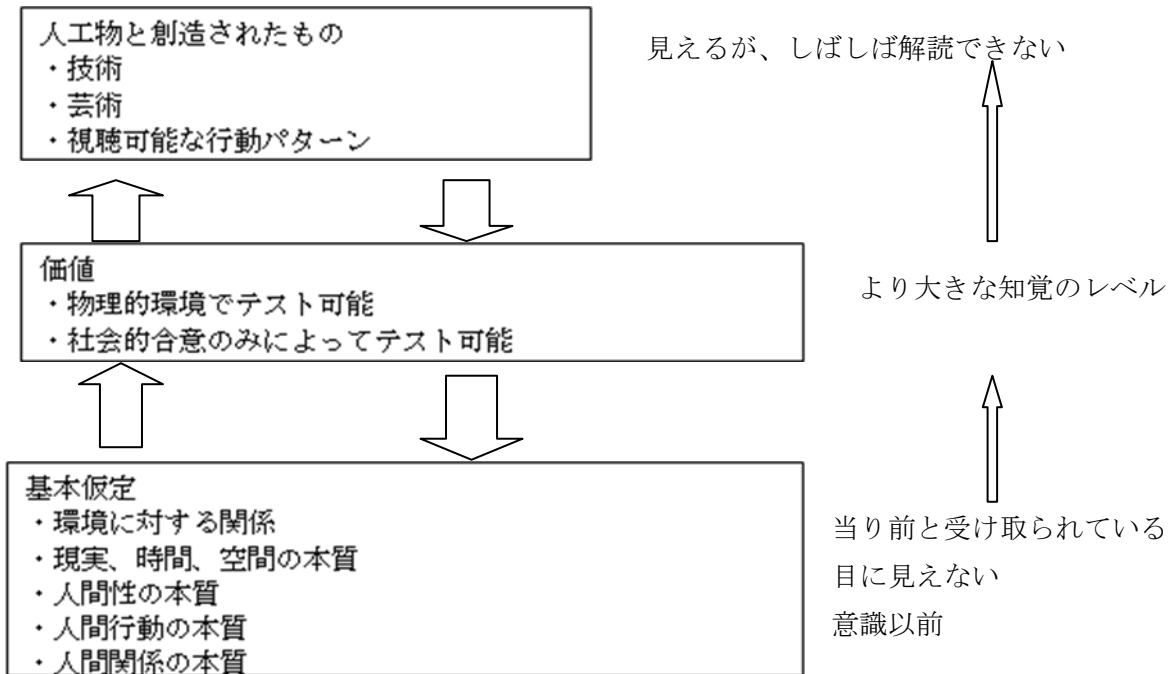 人工物と創造されたもの
・技術
・芸術
・視聴可能な行動パターン
見えるが、しばしば解読できない
価値
・物理的環境でテスト可能
・社会的合意のみによってテスト可能
より大きな知覚のレベル
基本仮定
・環境に対する関係
・現実、時間、空間の本質
・人間性の本質
・人間行動の本質
・人間関係の本質
当り前と受け取られている
目に見えない
意識以前